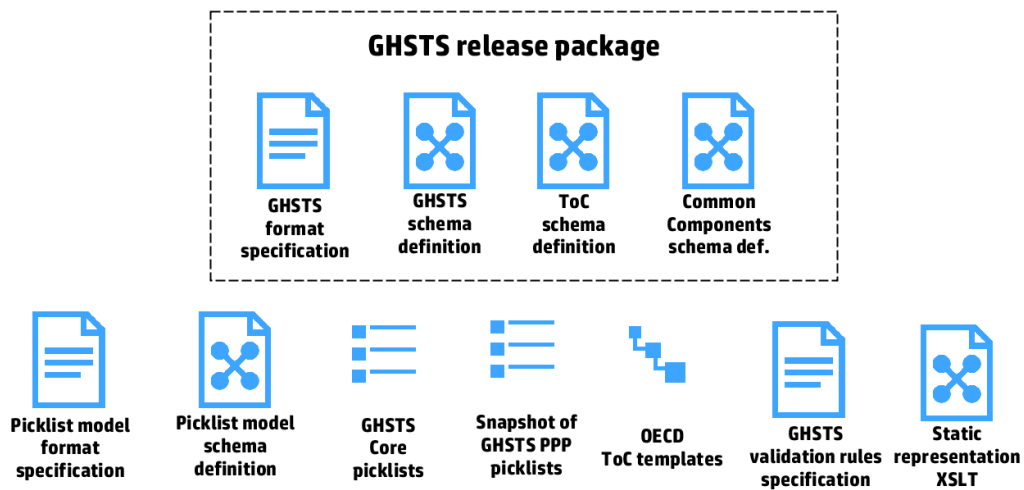 GHSTS release package
GHSTS
format
specification
GHSTS
schema
definition
ToC
schema
definition
Common
Components
schema def.
Picklist model
format
specification
Picklist model
schema
definition
GHSTS
Core
picklists
Snapshot of
GHSTS PPP
picklists
OECD
ToC templates
GHSTS
validation rules
specification
Static
representation
XSLT